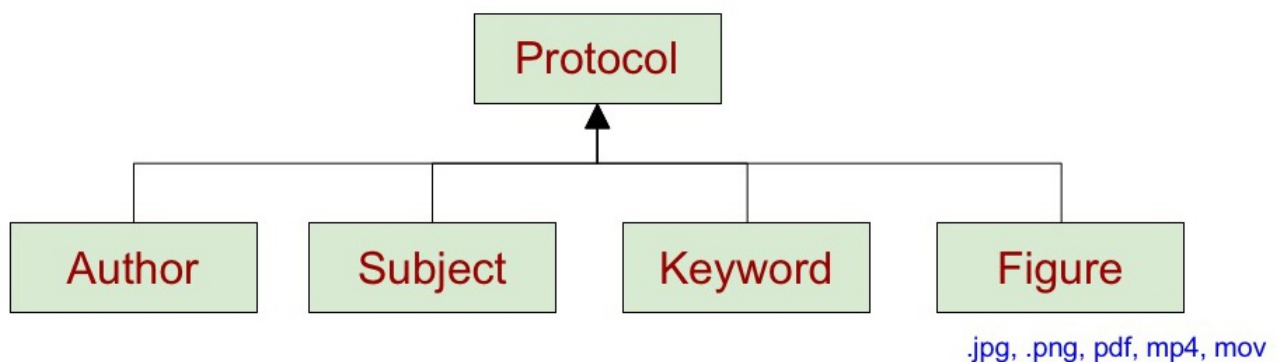 Protocol
Author
Subject
Keyword
Figure
.jpg, .png, pdf, mp4, mov